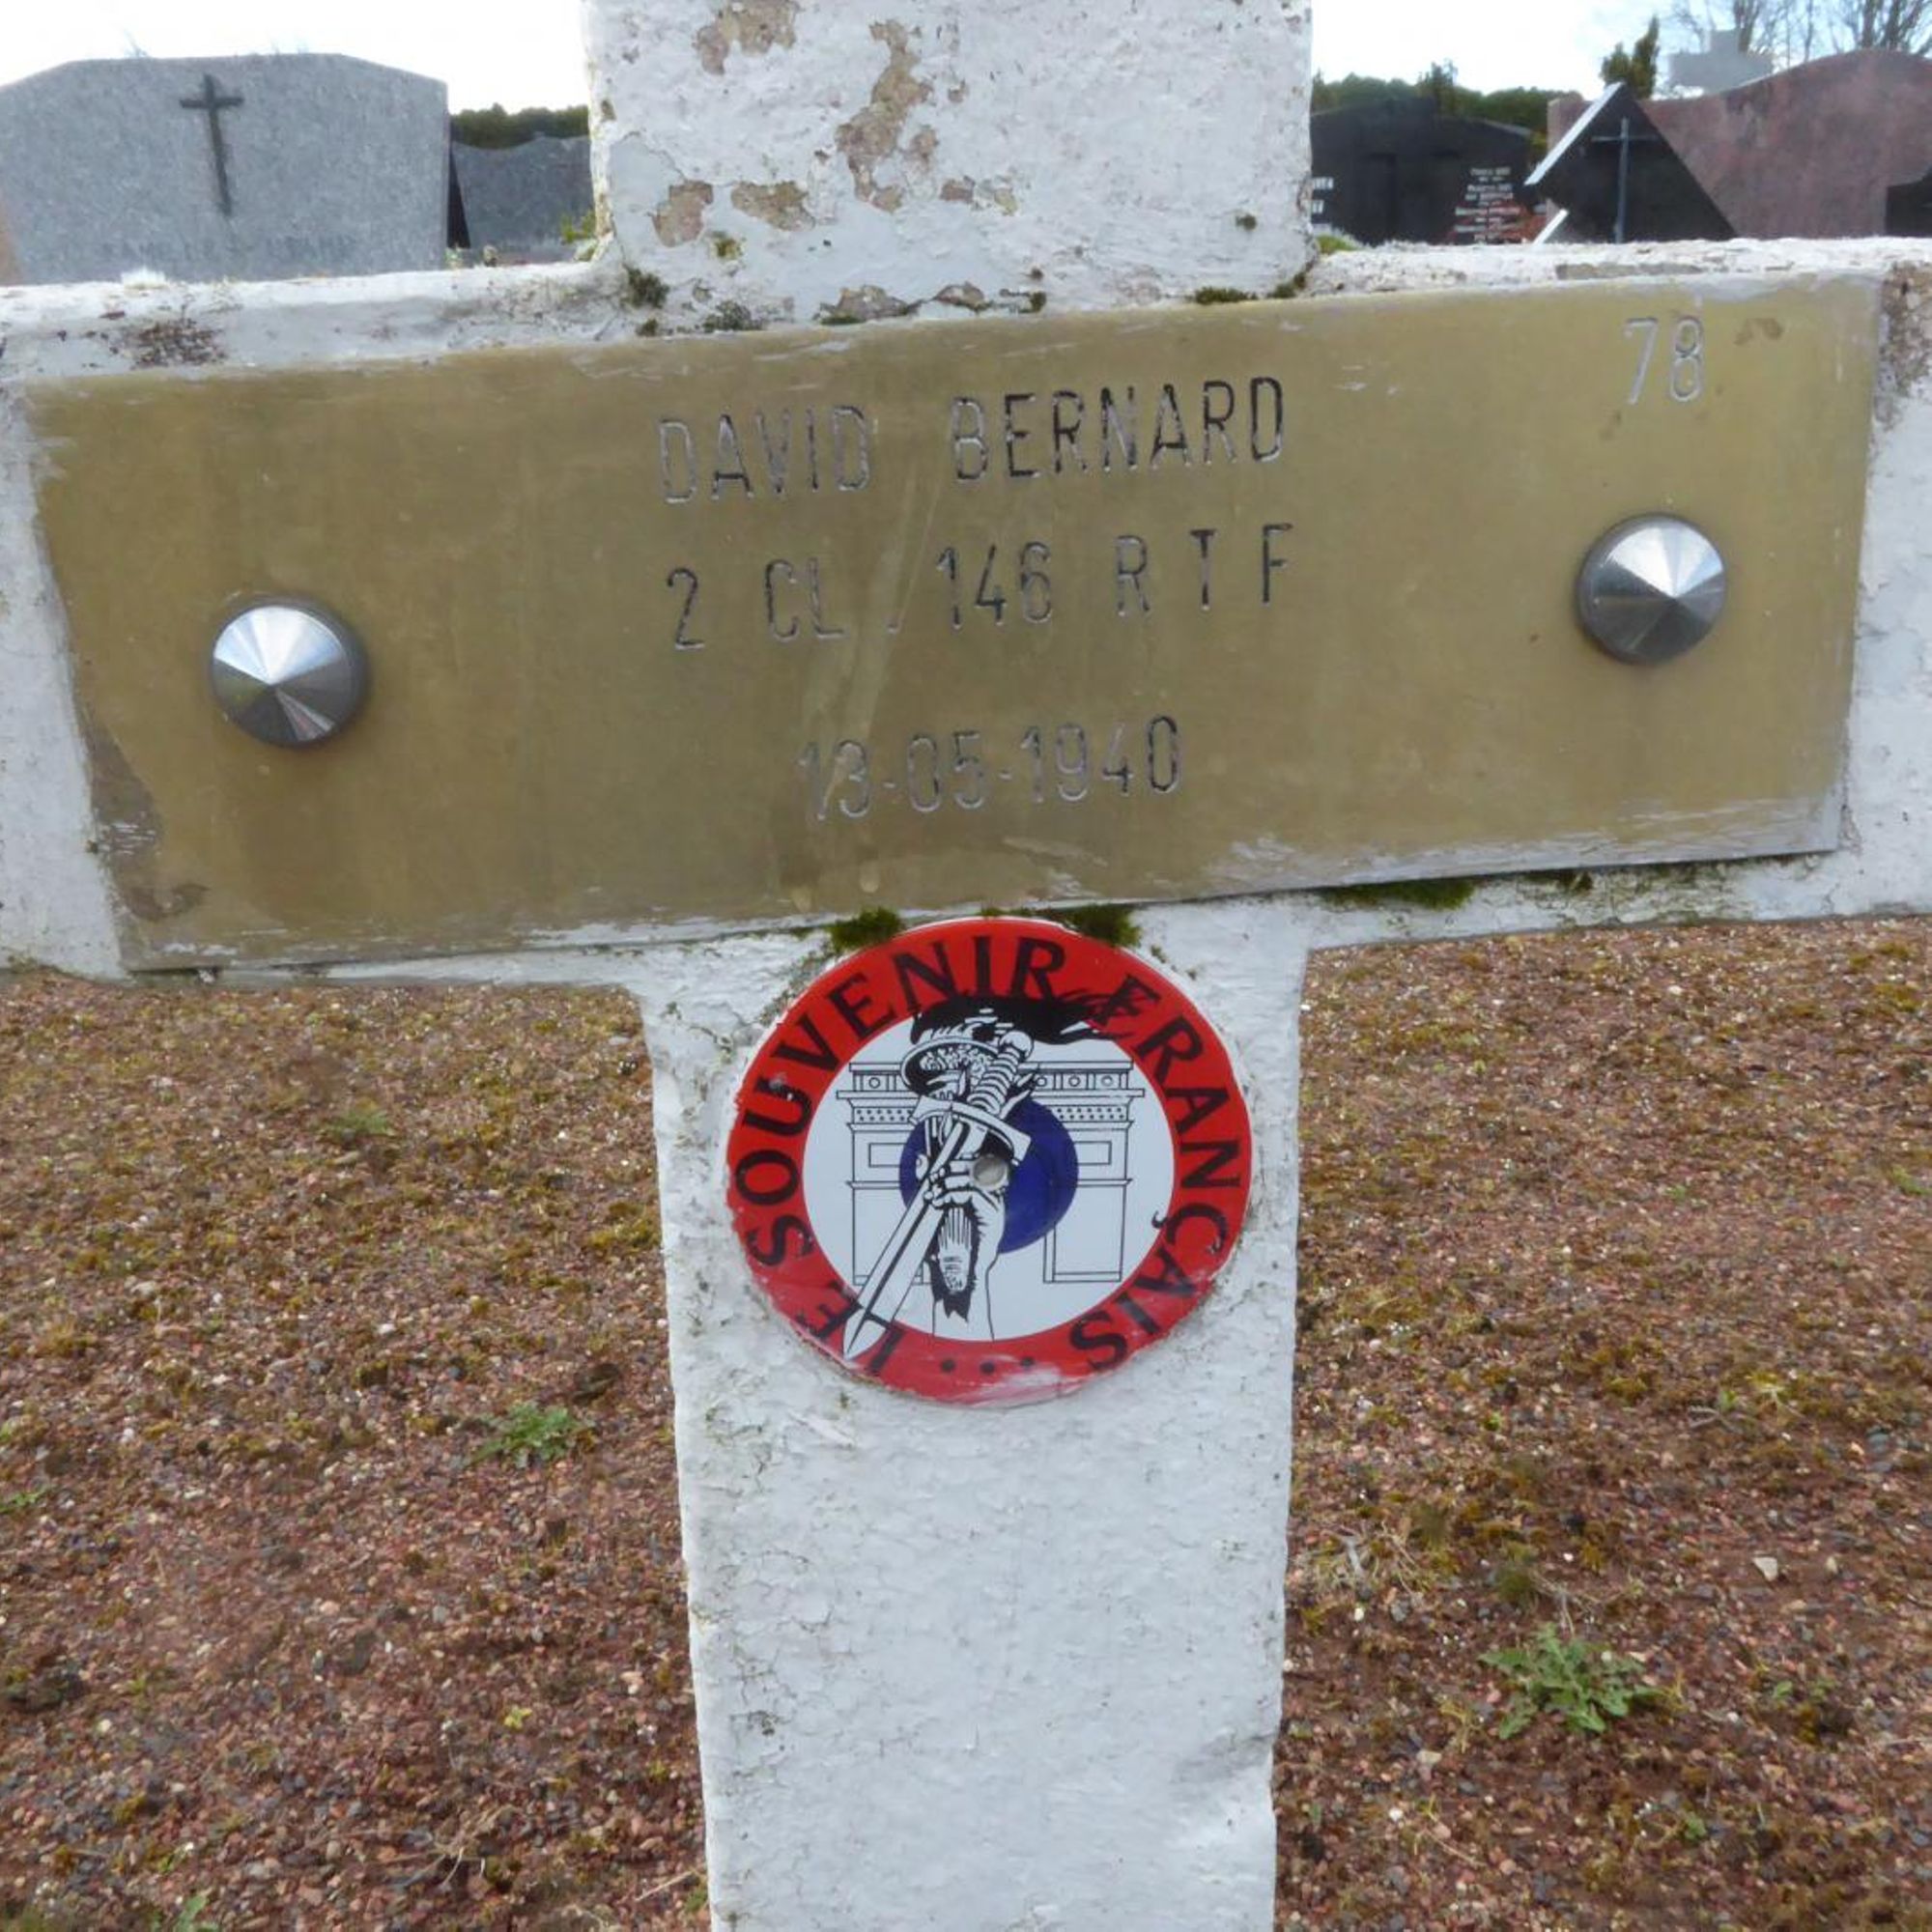 78
DAVID BERNARD
2 CL / 146 R T F
13-05-1940
LE SOUVENIR FRANÇAIS ...